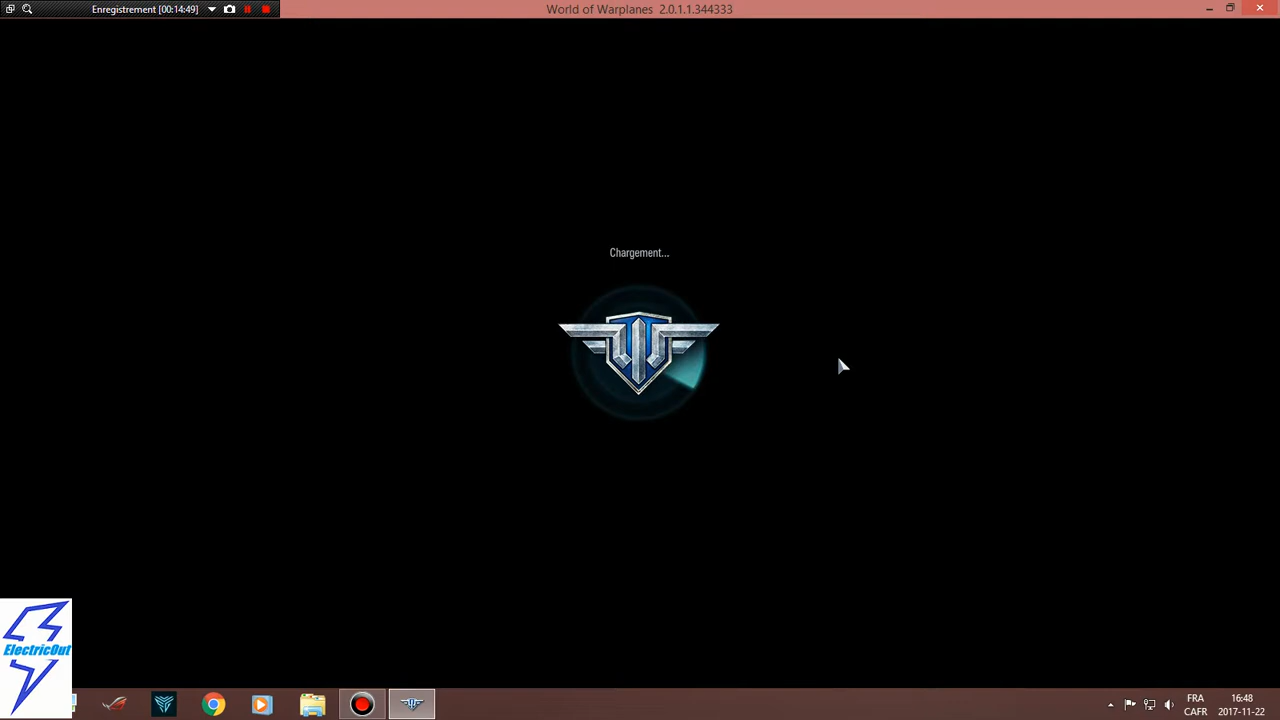 Enregistrement [00:14:49]
World of Warplanes 2.0.1.1.344333
Chargement...
ElectricOut
FRA
CAFR
16:48
2017-11-22